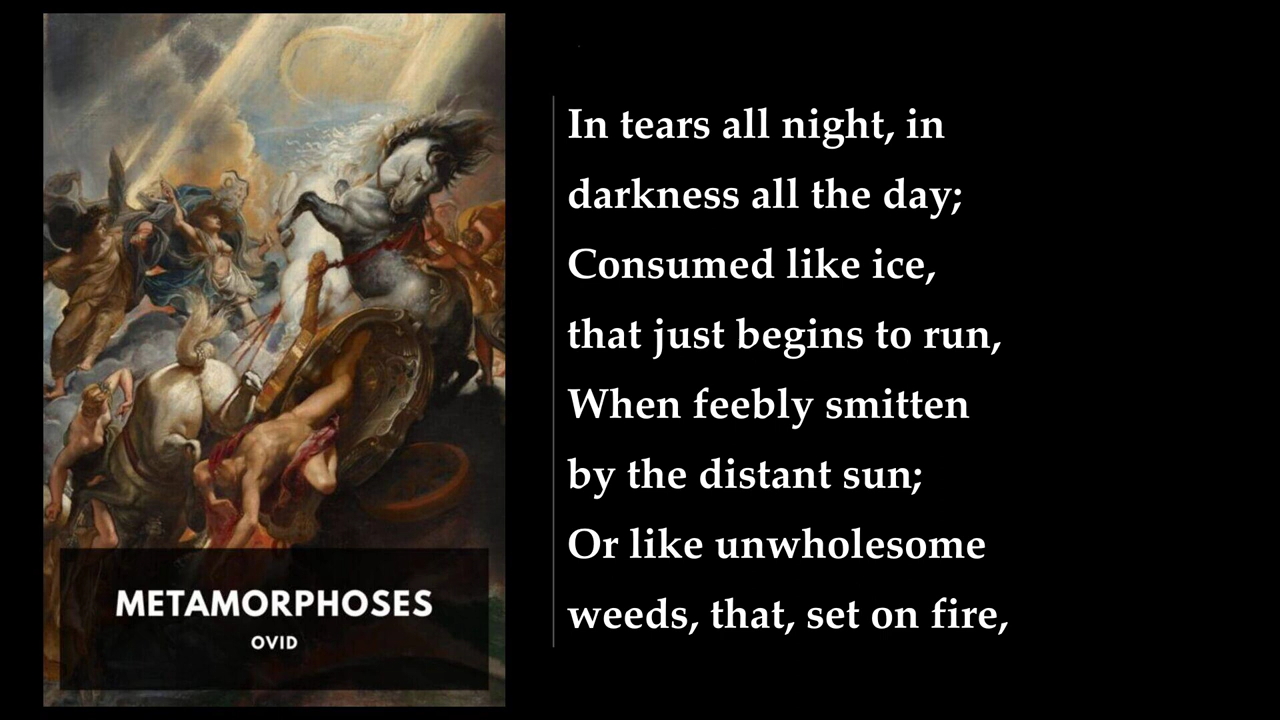 METAMORPHOSES
OVID
In tears all night, in
darkness all the day;
Consumed like ice,
that just begins to run,
When feebly smitten
by the distant sun;
Or like unwholesome
weeds, that, set on fire,